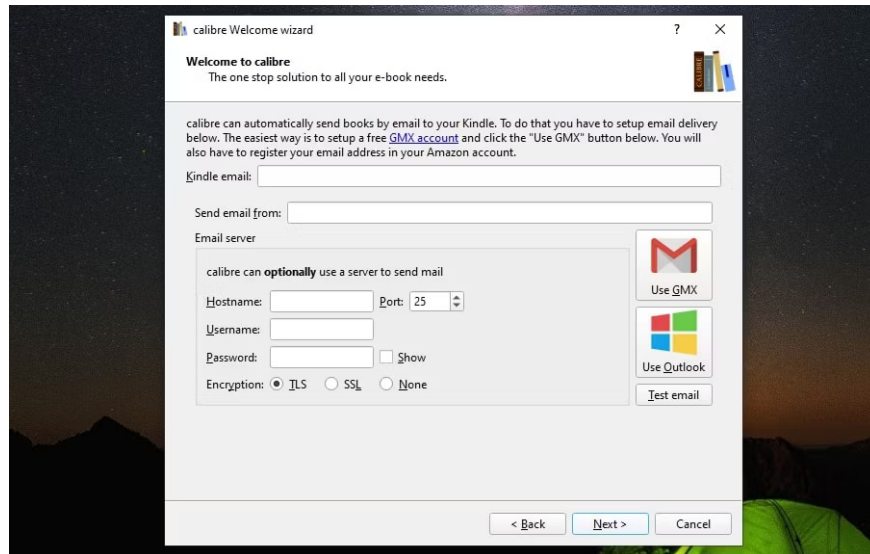 calibre Welcome wizard
?
Welcome to calibre
The one stop solution to all your e-book needs.
CALIBRE
calibre can automatically send books by email to your Kindle. To do that you have to setup email delivery
below. The easiest way is to setup a free GMX account and click the "Use GMX" button below. You will
also have to register your email address in your Amazon account.
Kindle email:
Send email from:
Email server
calibre can optionally use a server to send mail
Hostname:
Port: 25
Use GMX
Username:
Password:
Show
Use Outlook
Encryption: TLS SSL None
Test email
< Back
Next >
Cancel